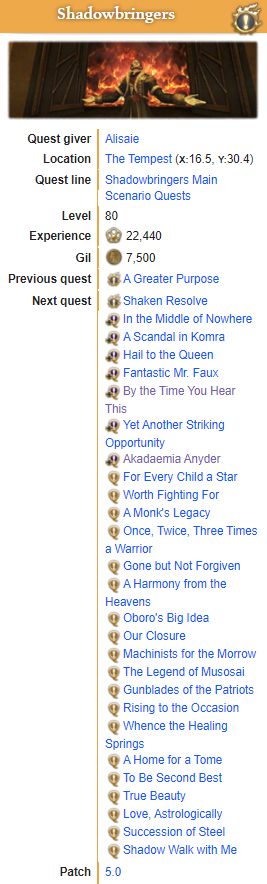 Shadowbringers
Quest giver Alisaie
Location The Tempest (X:16.5, Y:30.4)
Quest line Shadowbringers Main
Scenario Quests
Level 80
Experience 22,440
Gil 7,500
Previous quest A Greater Purpose
Next quest Shaken Resolve
In the Middle of Nowhere
A Scandal in Komra
Hail to the Queen
Fantastic Mr. Faux
By the Time You Hear
This
Yet Another Striking
Opportunity
Akadaemia Anyder
For Every Child a Star
Worth Fighting For
A Monk's Legacy
Once, Twice, Three Times
a Warrior
Gone but Not Forgiven
A Harmony from the
Heavens
Oboro's Big Idea
Our Closure
Machinists for the Morrow
The Legend of Musosai
Gunblades of the Patriots
Rising to the Occasion
Whence the Healing
Springs
A Home for a Tome
To Be Second Best
True Beauty
Love, Astrologically
Succession of Steel
Shadow Walk with Me
Patch 5.0